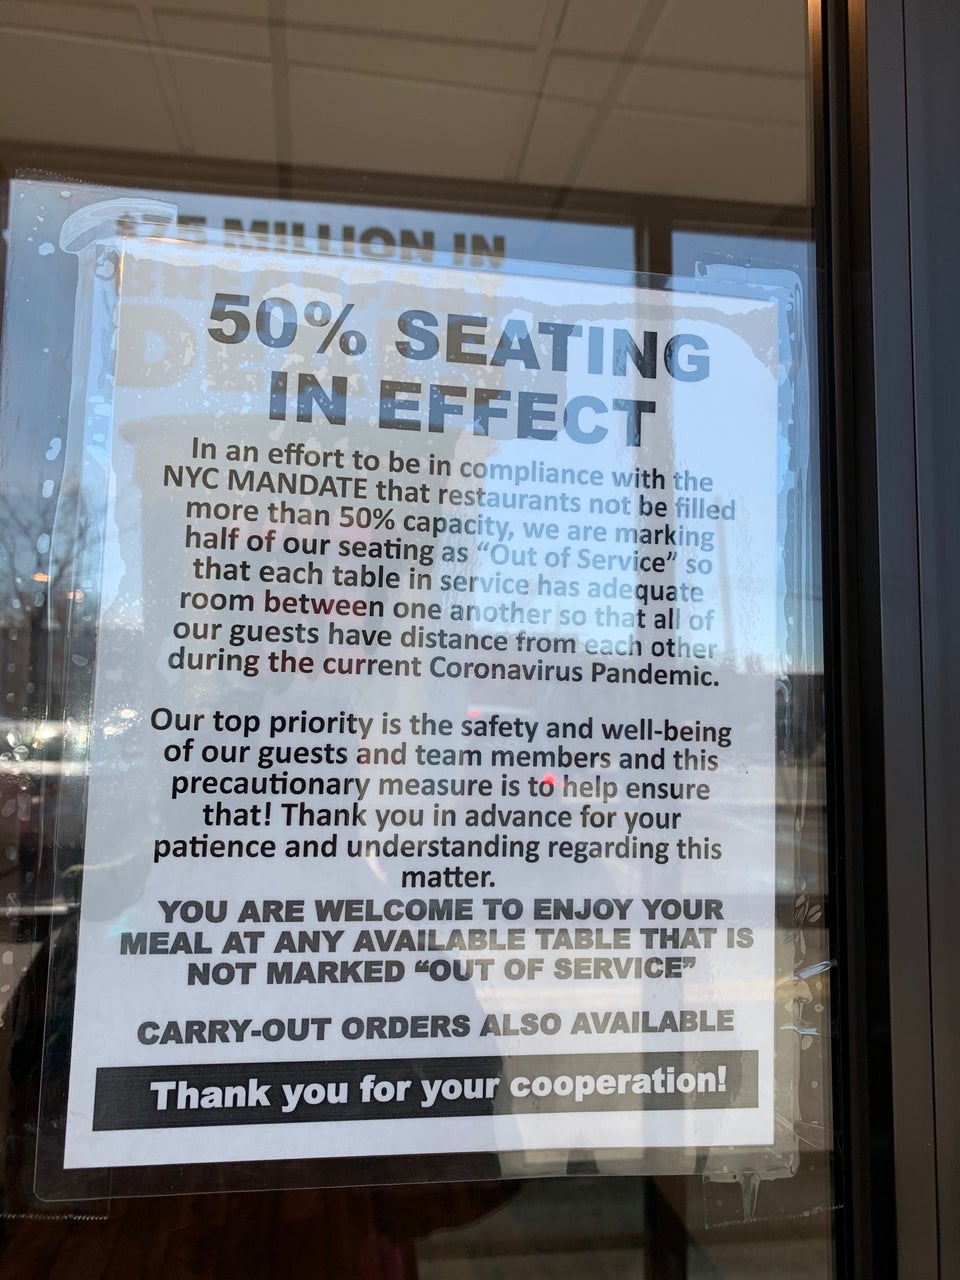 $75 MILLION IN
BREAKFAST
DEAL
50% SEATING
IN EFFECT
In an effort to be in compliance with the
NYC MANDATE that restaurants not be filled
more than 50% capacity, we are marking
half of our seating as “Out of Service” so
that each table in service has adequate
room between one another so that all of
our guests have distance from each other
during the current Coronavirus Pandemic.
Our top priority is the safety and well-being
of our guests and team members and this
precautionary measure is to help ensure
that! Thank you in advance for your
patience and understanding regarding this
matter.
YOU ARE WELCOME TO ENJOY YOUR
MEAL AT ANY AVAILABLE TABLE THAT IS
NOT MARKED “OUT OF SERVICE”
CARRY-OUT ORDERS ALSO AVAILABLE
Thank you for your cooperation!